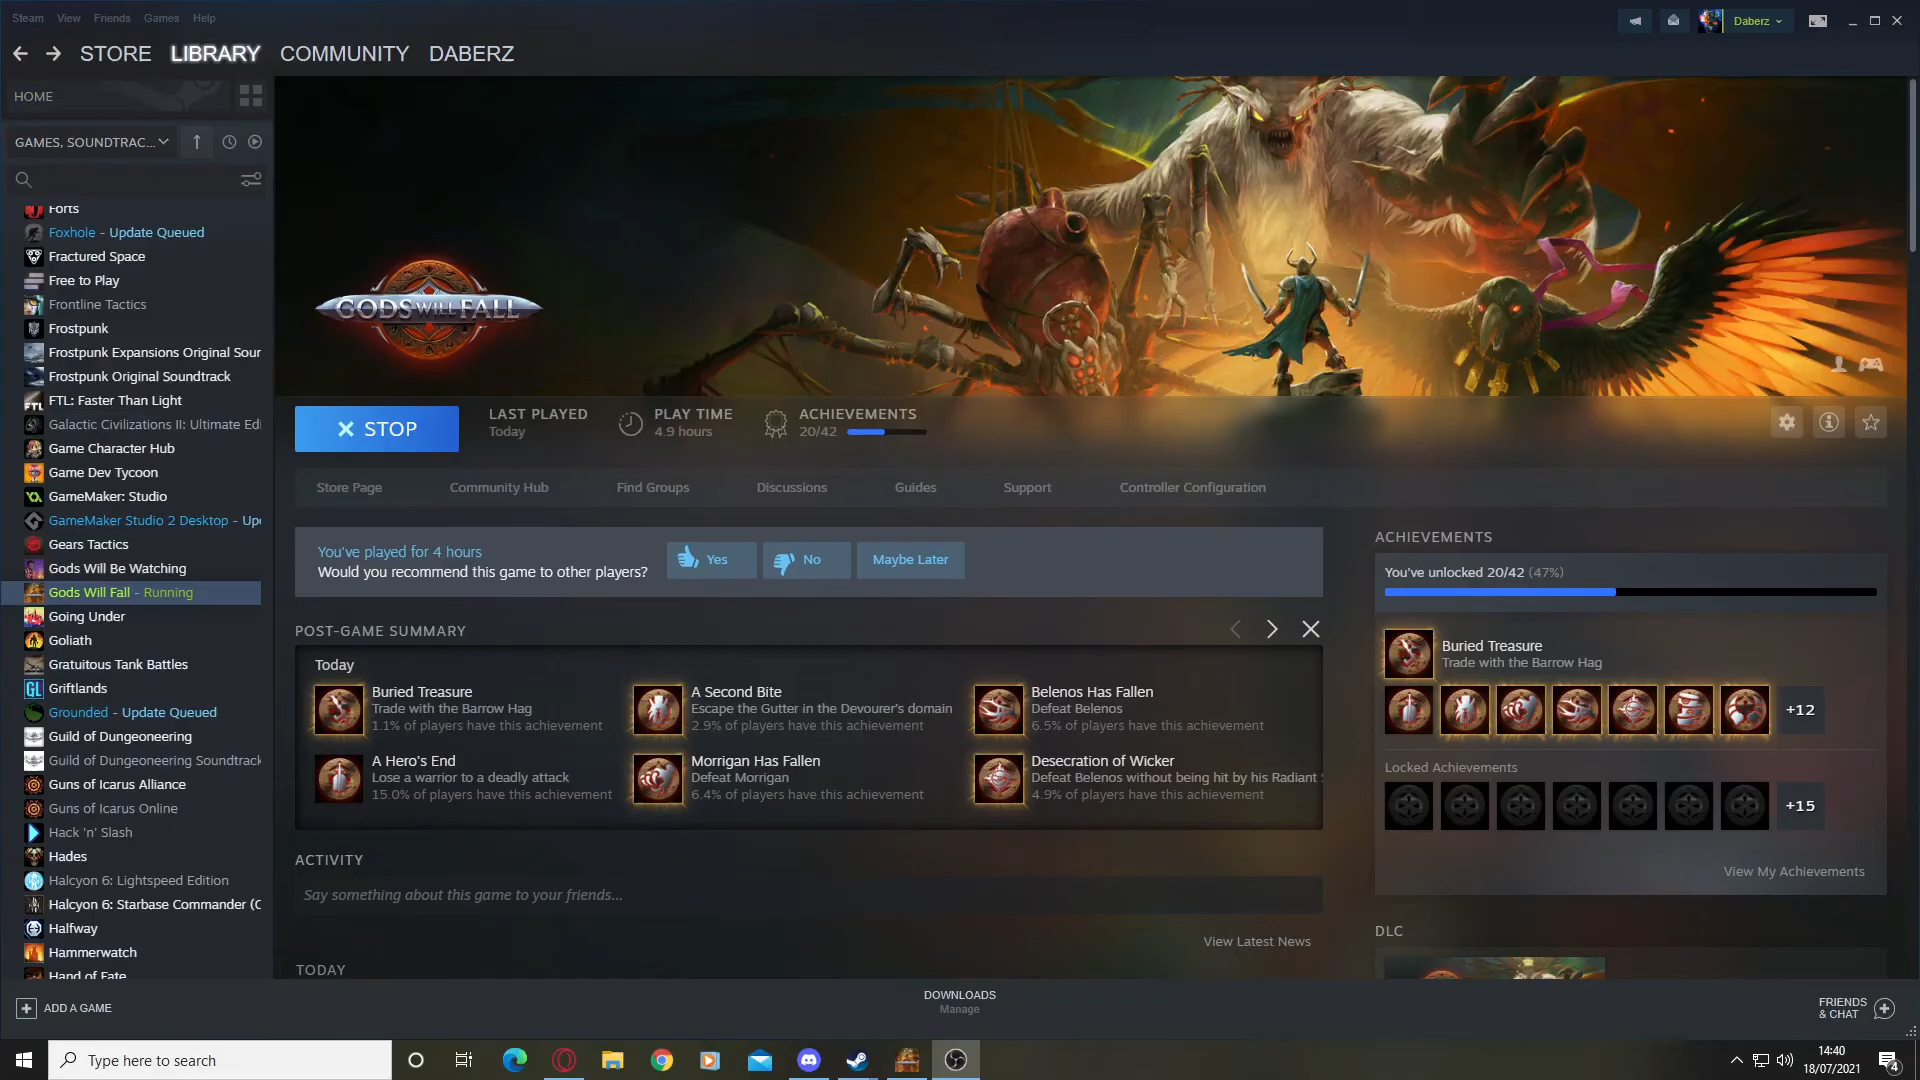 Steam View Friends Games Help
Daberz
STORE LIBRARY COMMUNITY DABERZ
HOME
GAMES, SOUNDTRAC...
Forts
Foxhole - Update Queued
Fractured Space
Free to Play
Frontline Tactics
Frostpunk
Frostpunk Expansions Original Sour
Frostpunk Original Soundtrack
FTL: Faster Than Light
Galactic Civilizations II: Ultimate Edi
Game Character Hub
Game Dev Tycoon
GameMaker: Studio
GameMaker Studio 2 Desktop - Upd
Gears Tactics
Gods Will Be Watching
Gods Will Fall - Running
Going Under
Goliath
Gratuitous Tank Battles
Griftlands
Grounded - Update Queued
Guild of Dungeoneering
Guild of Dungeoneering Soundtrack
Guns of Icarus Alliance
Guns of Icarus Online
Hack 'n' Slash
Hades
Halcyon 6: Lightspeed Edition
Halcyon 6: Starbase Commander (C
Halfway
Hammerwatch
Hand of Fate
ADD A GAME
GODS WILL FALL
STOP
LAST PLAYED
Today
PLAY TIME
4.9 hours
ACHIEVEMENTS
20/42
Store Page Community Hub Find Groups Discussions Guides Support Controller Configuration
You've played for 4 hours
Would you recommend this game to other players?
Yes No Maybe Later
POST-GAME SUMMARY
Today
Buried Treasure
Trade with the Barrow Hag
1.1% of players have this achievement
A Second Bite
Escape the Gutter in the Devourer's domain
2.9% of players have this achievement
Belenos Has Fallen
Defeat Belenos
6.5% of players have this achievement
A Hero's End
Lose a warrior to a deadly attack
15.0% of players have this achievement
Morrigan Has Fallen
Defeat Morrigan
6.4% of players have this achievement
Desecration of Wicker
Defeat Belenos without being hit by his Radiant S
4.9% of players have this achievement
ACTIVITY
Say something about this game to your friends...
View Latest News
TODAY
ACHIEVEMENTS
You've unlocked 20/42 (47%)
Buried Treasure
Trade with the Barrow Hag
+12
Locked Achievements
+15
View My Achievements
DLC
DOWNLOADS
Manage
FRIENDS
& CHAT
Type here to search
14:40
18/07/2021
4